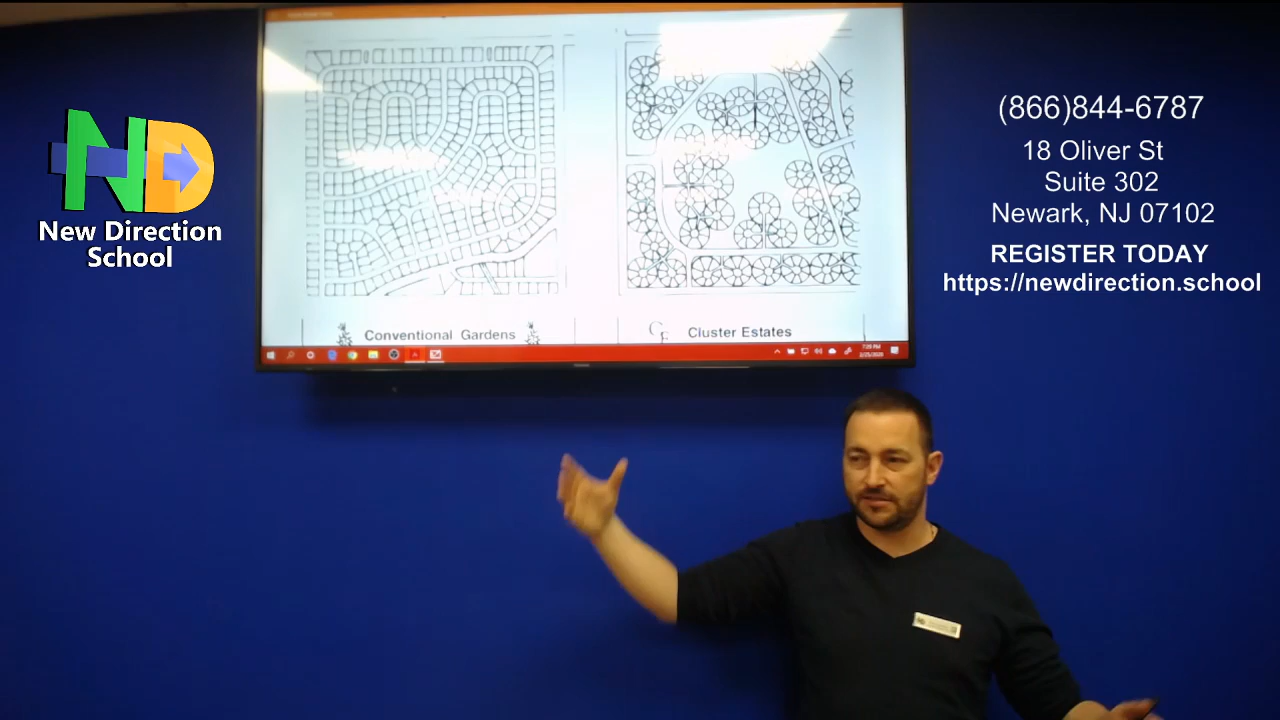 New Direction
School
(866)844-6787
18 Oliver St
Suite 302
Newark, NJ 07102
REGISTER TODAY
https://newdirection.school
Conventional Gardens
Cluster Estates